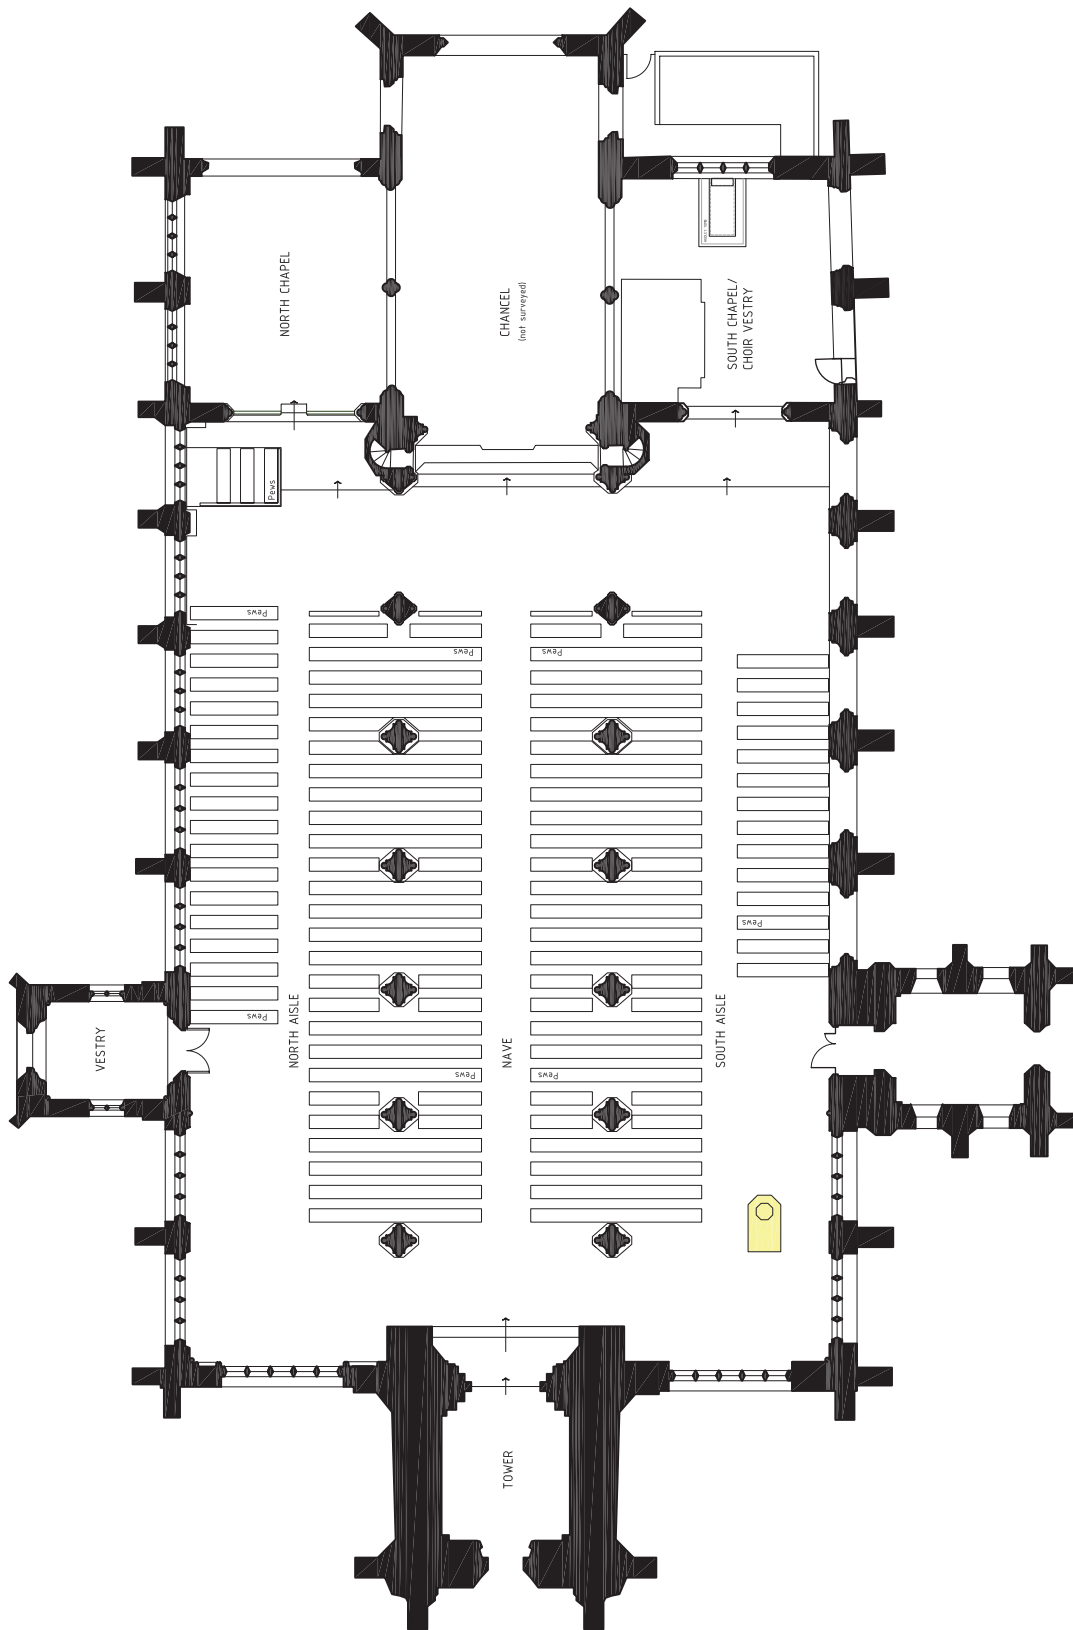 NORTH CHAPEL
CHANCEL
(not surveyed)
SOUTH CHAPEL/
CHOIR VESTRY
Pews
Pews
Pews
Pews
Pews
Pews
VESTRY
NORTH AISLE
NAVE
SOUTH AISLE
Pews
Pews
TOWER